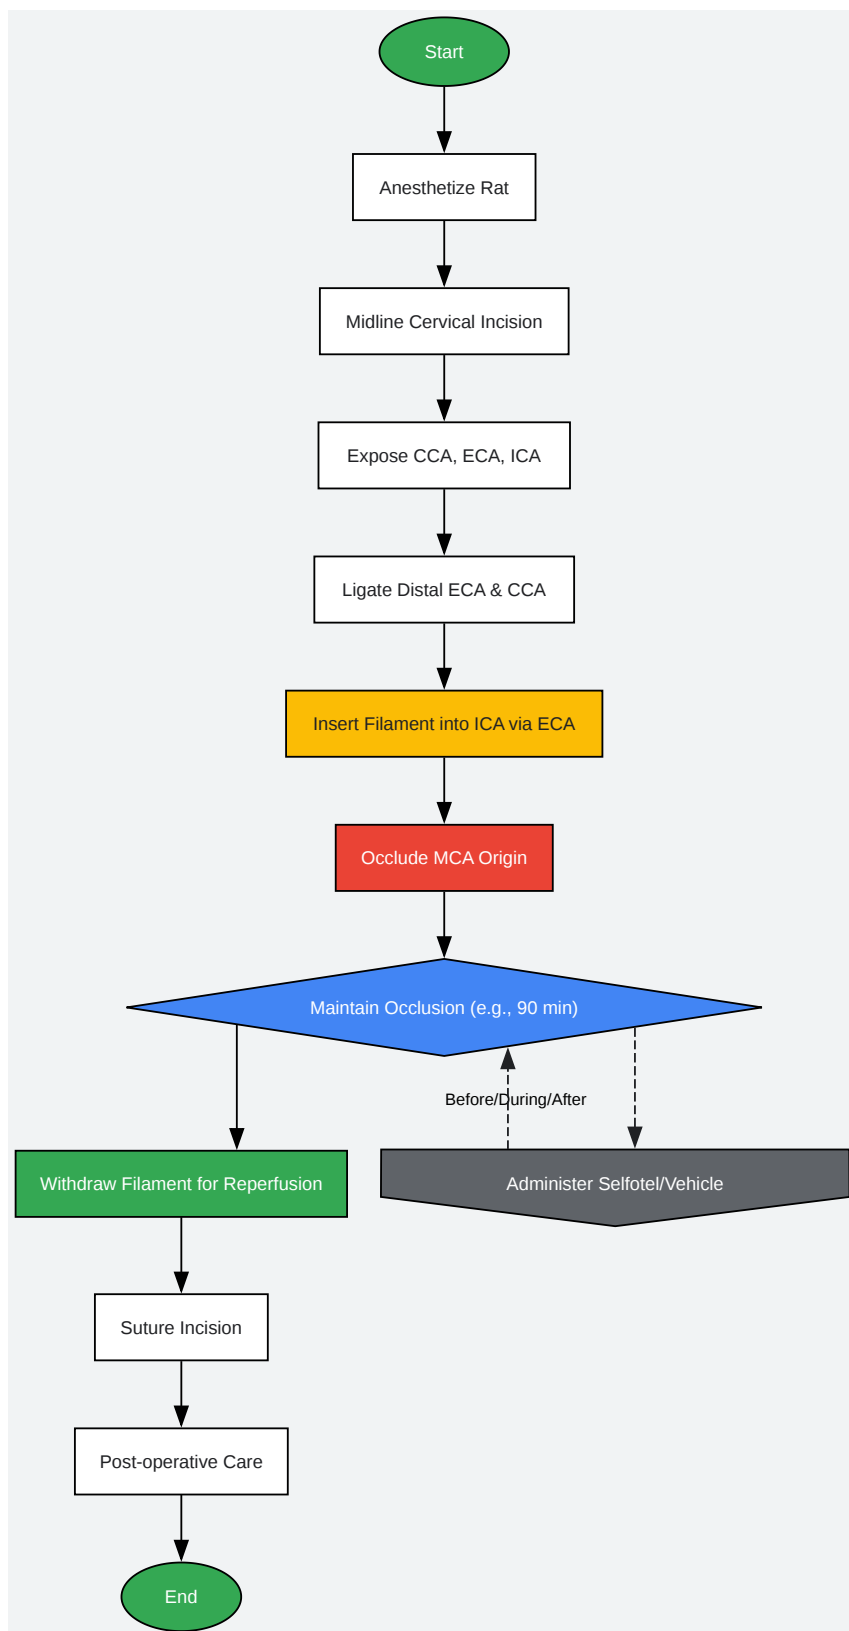 Start
Anesthetize Rat
Midline Cervical Incision
Expose CCA, ECA, ICA
Ligate Distal ECA & CCA
Insert Filament into ICA via ECA
Occlude MCA Origin
Maintain Occlusion (e.g., 90 min)
Before/During/After
Withdraw Filament for Reperfusion
Administer Selfotel/Vehicle
Suture Incision
Post-operative Care
End